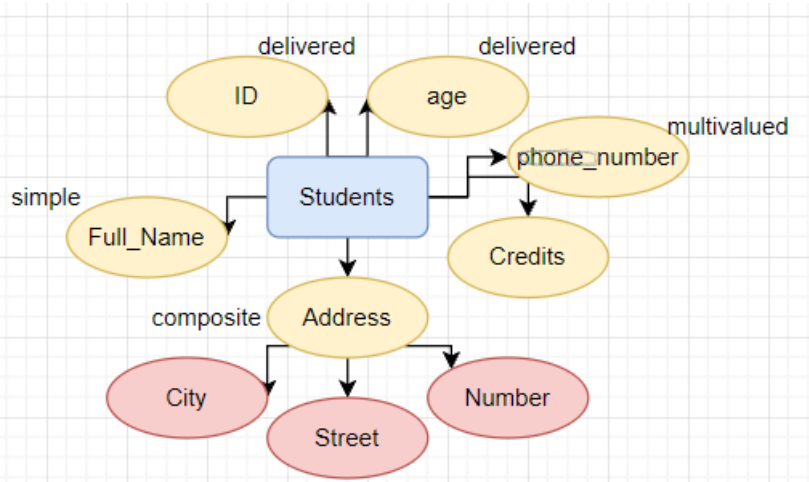 delivered
delivered
ID
age
multivalued
phone_number
simple
Students
Full_Name
Credits
composite
Address
City
Number
Street